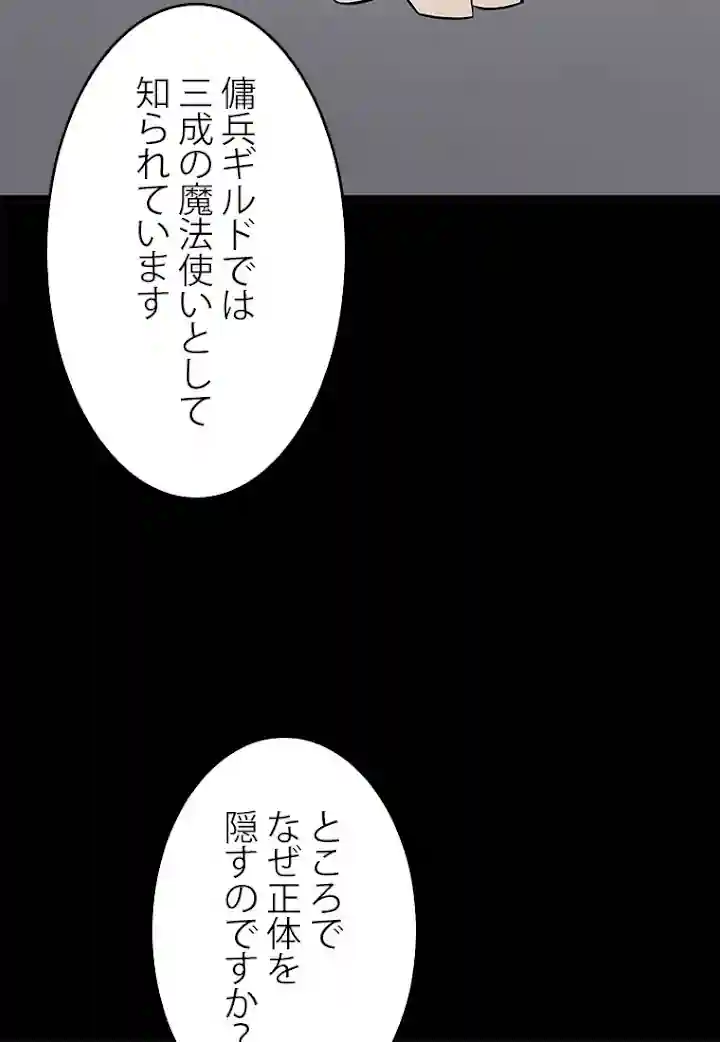 傭兵ギルドでは
三成の魔法使いとして
知られています
ところで
なぜ正体を
隠すのですか？